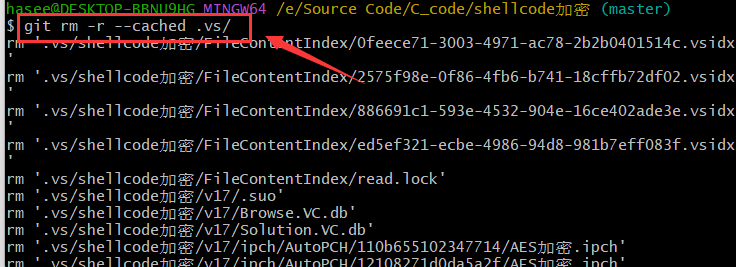 hasee@DESKTOP-BRNU9HG MINGW64 /e/Source Code/C_code/shellcode加密 (master)
$ git rm -r --cached .vs/
rm '.vs/shellcode加密/FileContentIndex/0feece71-3003-4971-ac78-2b2b0401514c.vsidx
'
rm '.vs/shellcode加密/FileContentIndex/2575f98e-0f86-4fb6-b741-18cffb72df02.vsidx
'
rm '.vs/shellcode加密/FileContentIndex/886691c1-593e-4532-904e-16ce402ade3e.vsidx
'
rm '.vs/shellcode加密/FileContentIndex/ed5ef321-ecbe-4986-94d8-981b7eff083f.vsidx
'
rm '.vs/shellcode加密/FileContentIndex/read.lock'
rm '.vs/shellcode加密/v17/.suo'
rm '.vs/shellcode加密/v17/Browse.VC.db'
rm '.vs/shellcode加密/v17/Solution.VC.db'
rm '.vs/shellcode加密/v17/ipch/AutoPCH/110b655102347714/AES加密.ipch'
rm '.vs/shellcode加密/v17/ipch/AutoPCH/12108271d0da5a2f/AES加密.ipch'